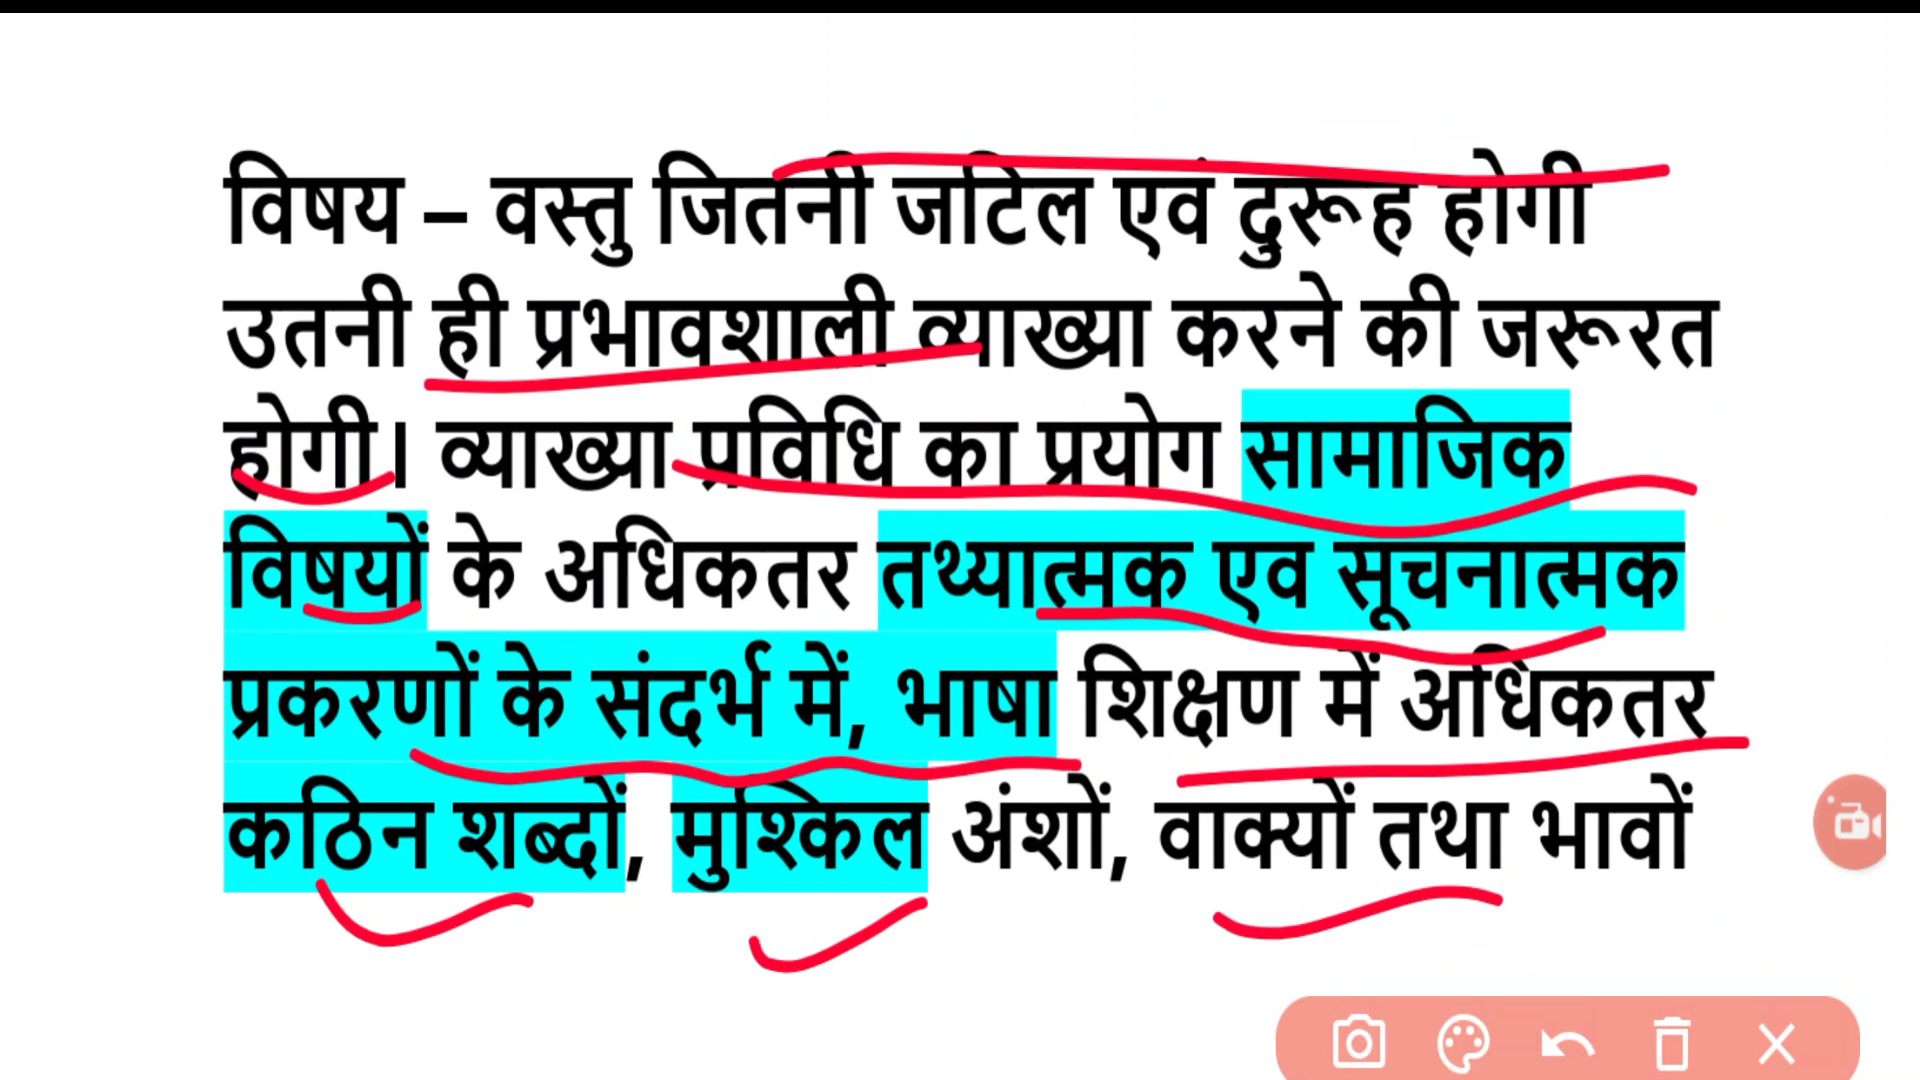 विषय – वस्तु जितनी जटिल एवं दुरूह होगी
उतनी ही प्रभावशाली व्याख्या करने की जरूरत
होगी। व्याख्या प्रविधि का प्रयोग सामाजिक
विषयों के अधिकतर तथ्यात्मक एव सूचनात्मक
प्रकरणों के संदर्भ में, भाषा शिक्षण में अधिकतर
कठिन शब्दों, मुश्किल अंशों, वाक्यों तथा भावों